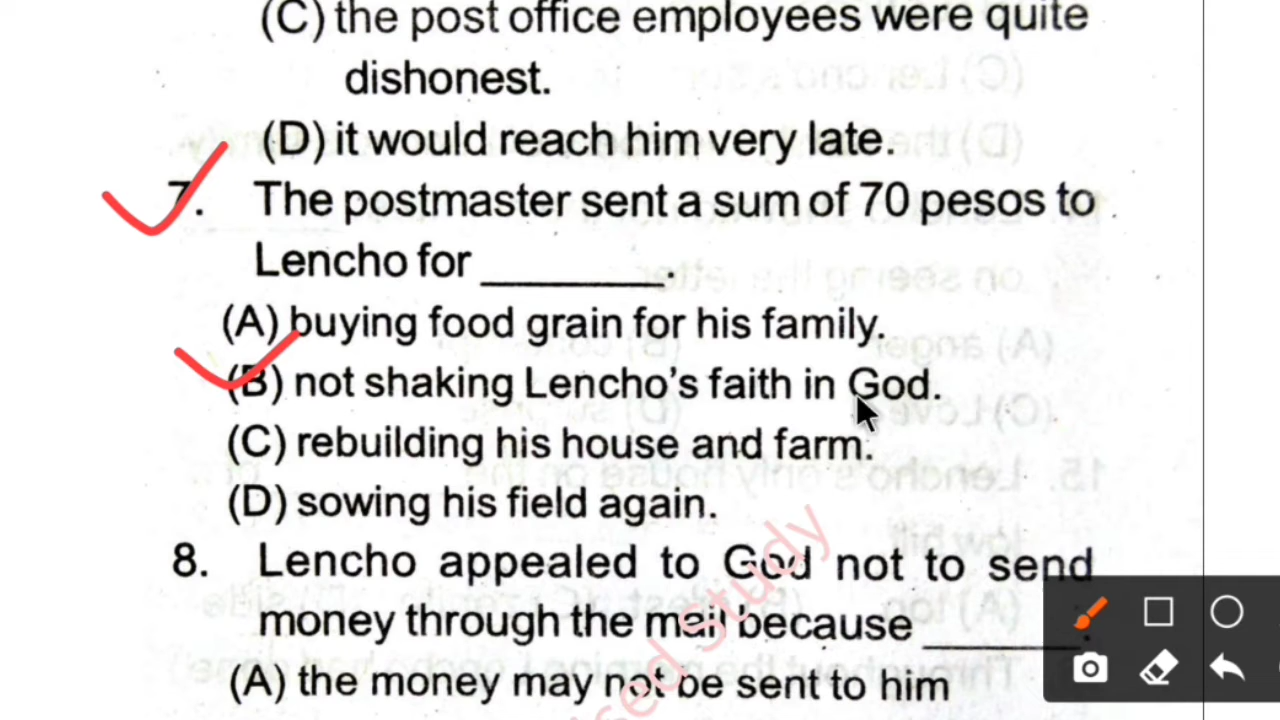 (C) the post office employees were quite
dishonest.
(D) it would reach him very late.
7. The postmaster sent a sum of 70 pesos to
Lencho for ________.
(A) buying food grain for his family.
(B) not shaking Lencho's faith in God.
(C) rebuilding his house and farm.
(D) sowing his field again.
8. Lencho appealed to God not to send
money through the mail because ________.
(A) the money may not be sent to him
Study